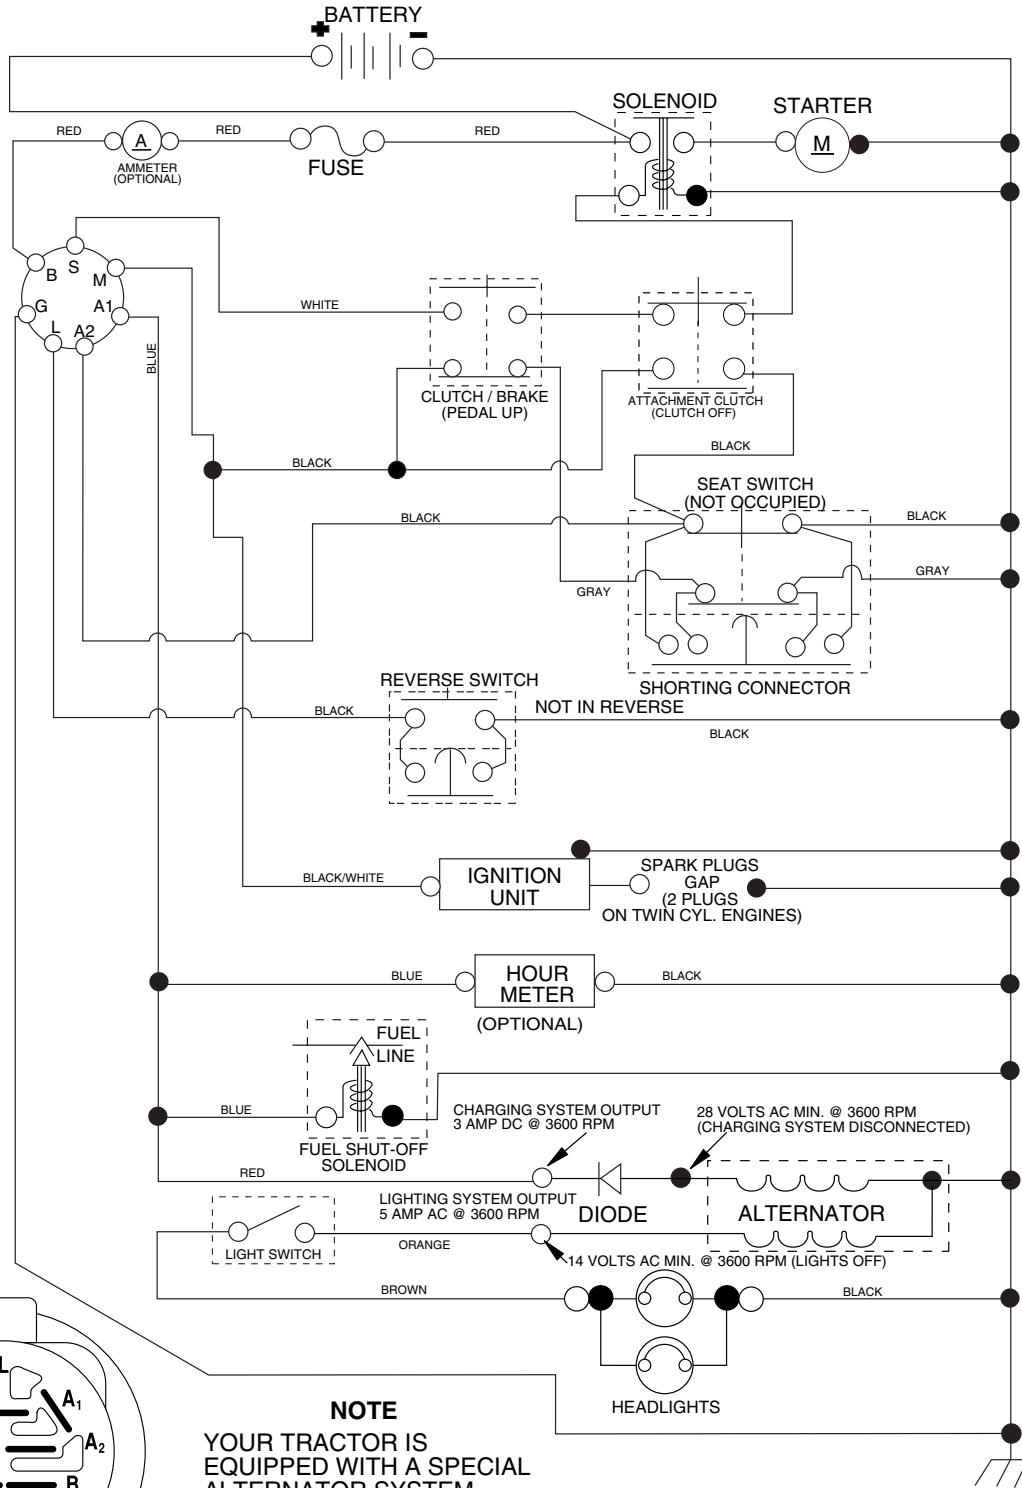 BATTERY
+
-
SOLENOID
STARTER
RED
A
RED
RED
M
AMMETER
(OPTIONAL)
FUSE
B
S
M
G
A1
L
A2
WHITE
BLUE
CLUTCH / BRAKE
(PEDAL UP)
ATTACHMENT CLUTCH
(CLUTCH OFF)
BLACK
BLACK
SEAT SWITCH
(NOT OCCUPIED)
BLACK
BLACK
GRAY
GRAY
REVERSE SWITCH
SHORTING CONNECTOR
BLACK
NOT IN REVERSE
BLACK
BLACK/WHITE
IGNITION
UNIT
SPARK PLUGS
GAP
(2 PLUGS
ON TWIN CYL. ENGINES)
BLUE
HOUR
METER
BLACK
(OPTIONAL)
FUEL
LINE
BLUE
FUEL SHUT-OFF
SOLENOID
CHARGING SYSTEM OUTPUT
3 AMP DC @ 3600 RPM
28 VOLTS AC MIN. @ 3600 RPM
(CHARGING SYSTEM DISCONNECTED)
RED
LIGHTING SYSTEM OUTPUT
5 AMP AC @ 3600 RPM
DIODE
ALTERNATOR
LIGHT SWITCH
ORANGE
14 VOLTS AC MIN. @ 3600 RPM (LIGHTS OFF)
BROWN
BLACK
HEADLIGHTS
L
A1
A2
B
NOTE
YOUR TRACTOR IS
EQUIPPED WITH A SPECIAL
ALTERNATOR SYSTEM